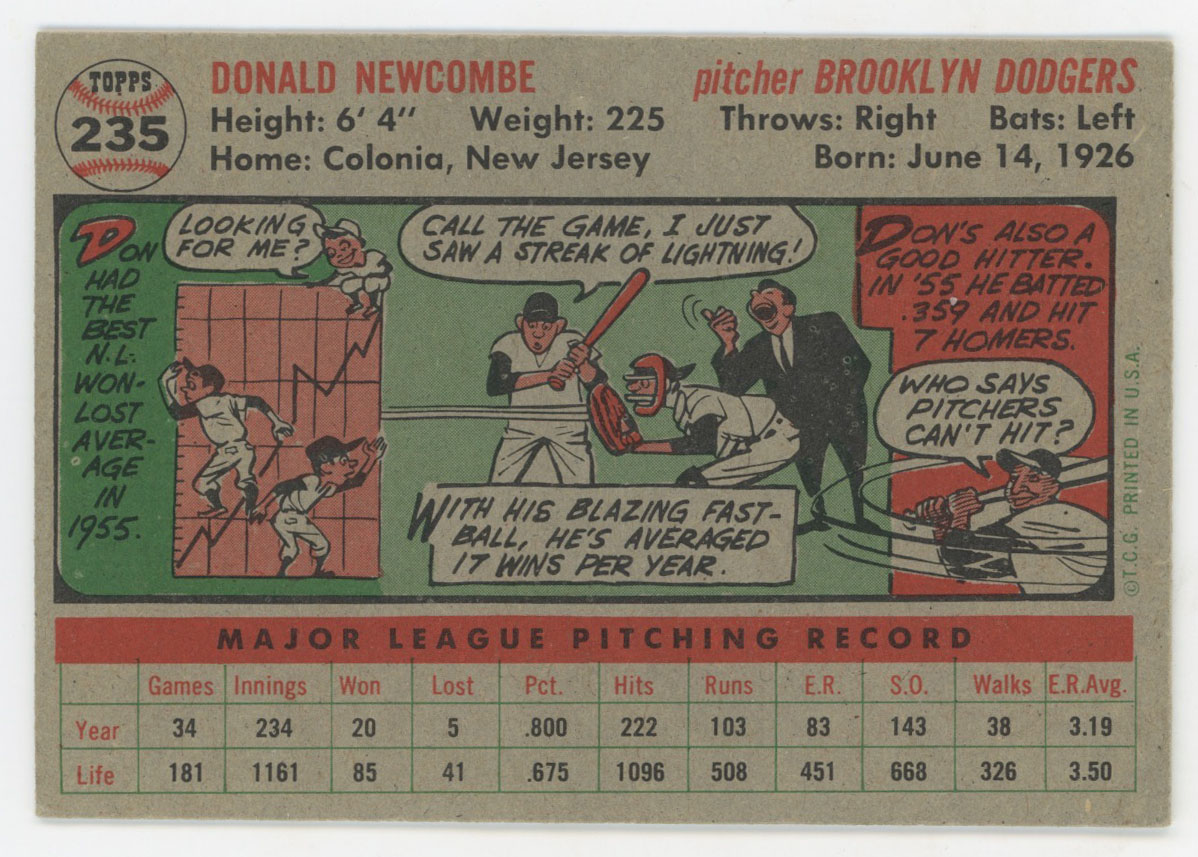 TOPPS
235
DONALD NEWCOMBE
pitcher BROOKLYN DODGERS
Height: 6' 4" Weight: 225 Throws: Right Bats: Left
Home: Colonia, New Jersey Born: June 14, 1926
DON
HAD
THE
BEST
N.L.
WON-
LOST
AVER-
AGE
IN
1955.
LOOKING
FOR ME?
CALL THE GAME, I JUST
SAW A STREAK OF LIGHTNING!
WITH HIS BLAZING FAST-
BALL, HE'S AVERAGED
17 WINS PER YEAR.
DON'S ALSO A
GOOD HITTER.
IN '55 HE BATTED
.359 AND HIT
7 HOMERS.
WHO SAYS
PITCHERS
CAN'T HIT?
©T.C.G. PRINTED IN U.S.A.
MAJOR LEAGUE PITCHING RECORD
Games Innings Won Lost Pct. Hits Runs E.R. S.O. Walks E.R.Avg.
Year 34 234 20 5 .800 222 103 83 143 38 3.19
Life 181 1161 85 41 .675 1096 508 451 668 326 3.50